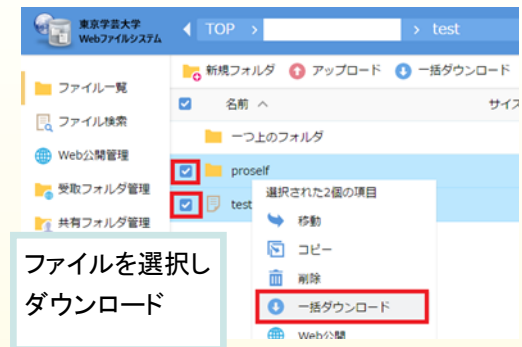 東京学芸大学
Webファイルシステム
TOP > > test
新規フォルダ アップロード 一括ダウンロード
ファイル一覧
名前 サイズ
ファイル検索
一つ上のフォルダ
Web公開管理
proself
受取フォルダ管理
選択された2個の項目
test
移動
共有フォルダ管理
コピー
ファイルを選択し
ダウンロード
削除
一括ダウンロード
Web公開